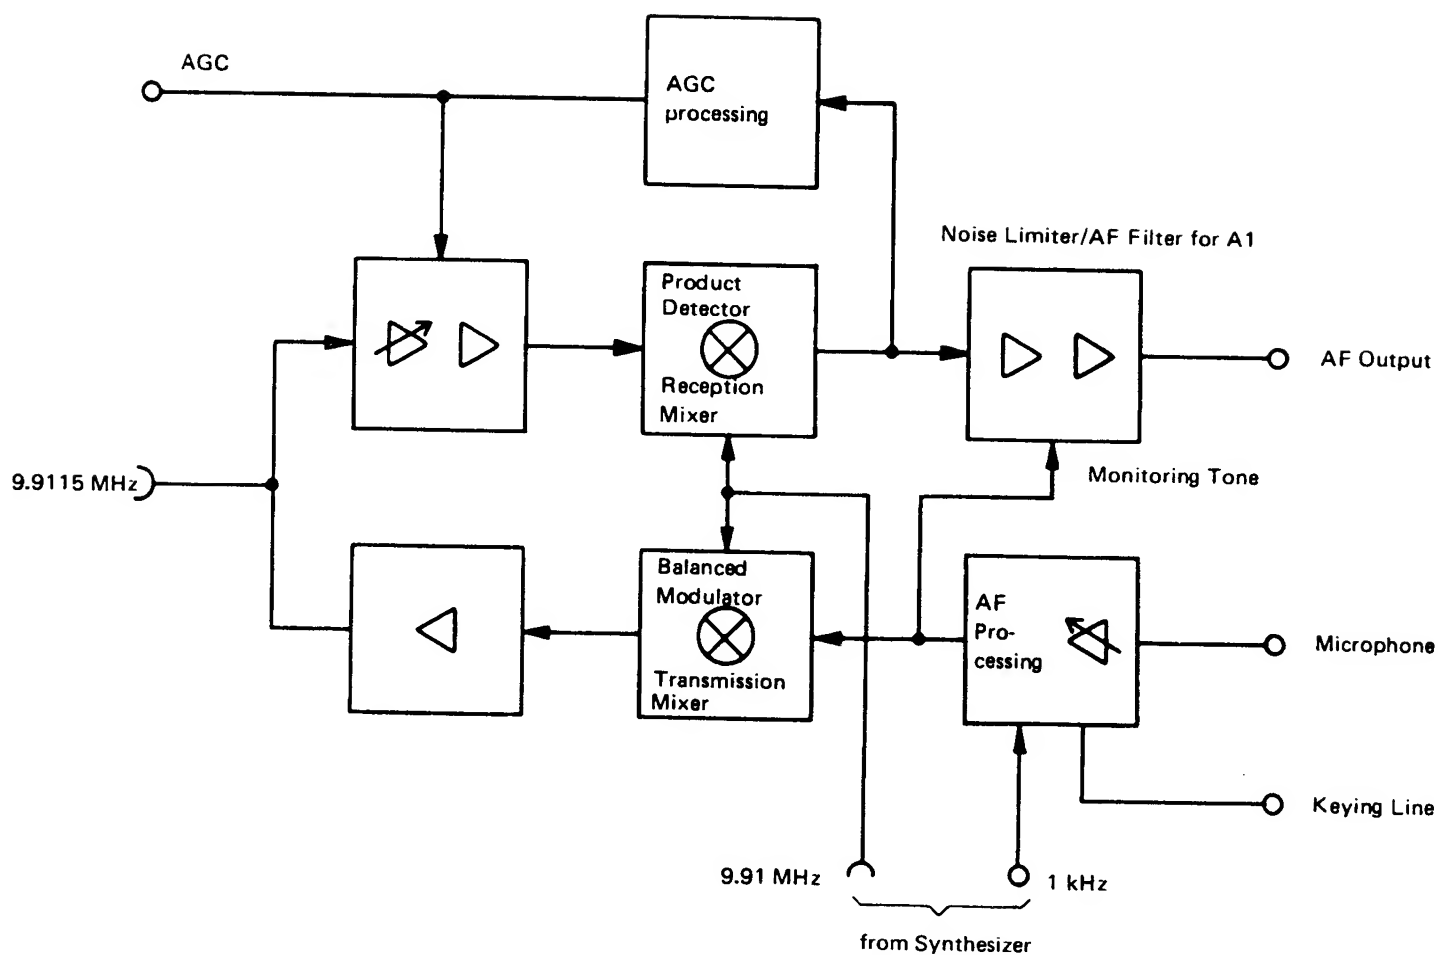 AGC
AGC
processing
Noise Limiter/AF Filter for A1
Product
Detector
Reception
Mixer
AF Output
9.9115 MHz
Monitoring Tone
Balanced
Modulator
Transmission
Mixer
AF
Pro-
cessing
Microphone
Keying Line
9.91 MHz
1 kHz
from Synthesizer